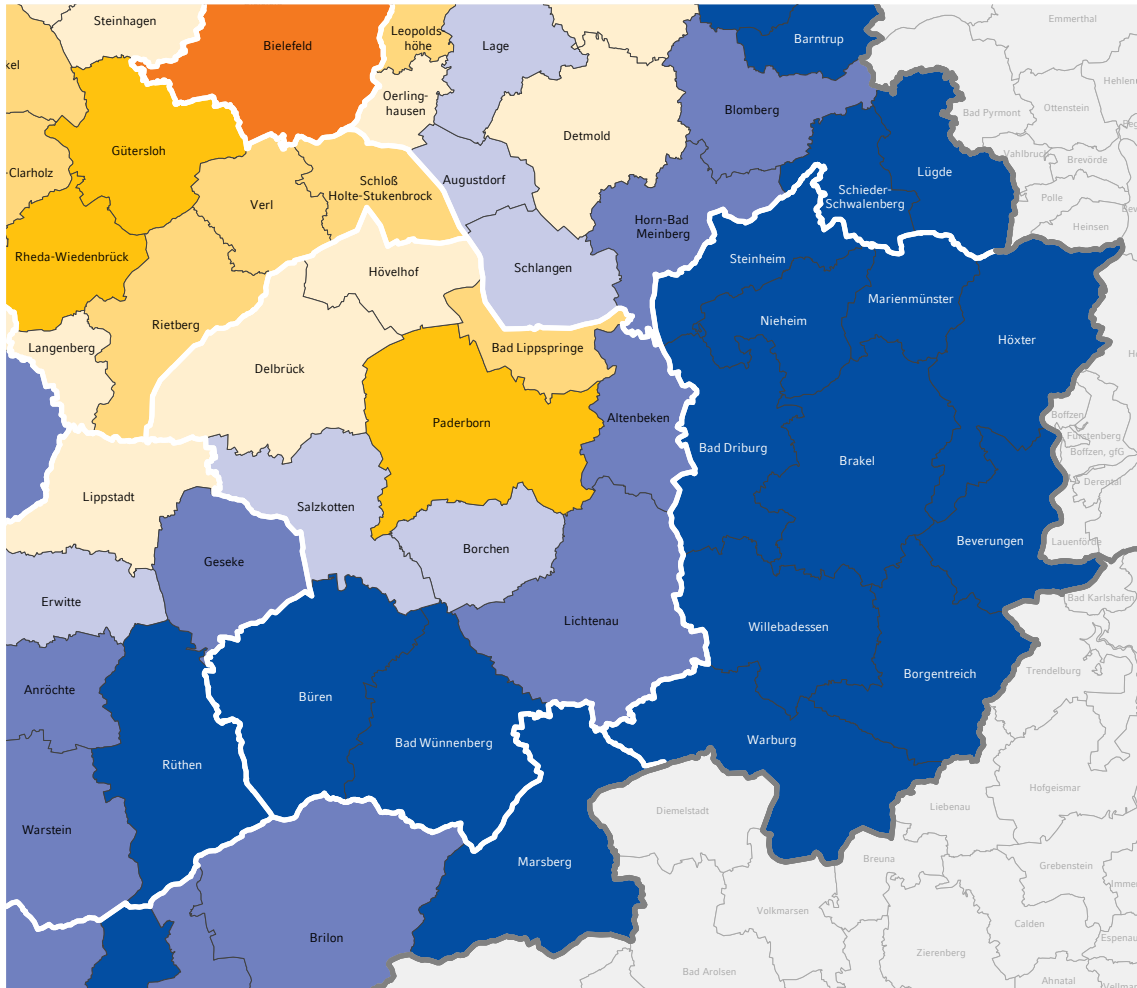 Steinhagen
Bielefeld
Leopolds
höhe
Lage
Barntrup
Emmerthal
kel
Oerling-
hausen
Hehlen
Blomberg
Ottenstein
Bad Pyrmont
Detmold
Gütersloh
Vahlbruch
Brevörde
-Clarholz
Augustdorf
Schloß
Holte-Stukenbrock
Lügde
Schieder-
Schwalenberg
Polle
Verl
Heinsen
Horn-Bad
Meinberg
Rheda-Wiedenbrück
Steinheim
Schlangen
Hövelhof
Marienmünster
Nieheim
Rietberg
Höxter
Langenberg
Bad Lippspringe
Delbrück
Boffzen
Altenbeken
Paderborn
Fürstenberg
Bad Driburg
Boffzen, gfG
Brakel
Derental
Lippstadt
Salzkotten
Beverungen
Lauenförde
Borchen
Geseke
Erwitte
Bad Karlshafen
Lichtenau
Willebadessen
Trendelburg
Borgentreich
Anröchte
Büren
Bad Wünnenberg
Warburg
Rüthen
Hofgeismar
Liebenau
Diemelstadt
Warstein
Marsberg
Breuna
Grebenstein
Imme
Volkmarsen
Calden
Brilon
Espenau
Zierenberg
Bad Arolsen
Ahnatal
Vellmar